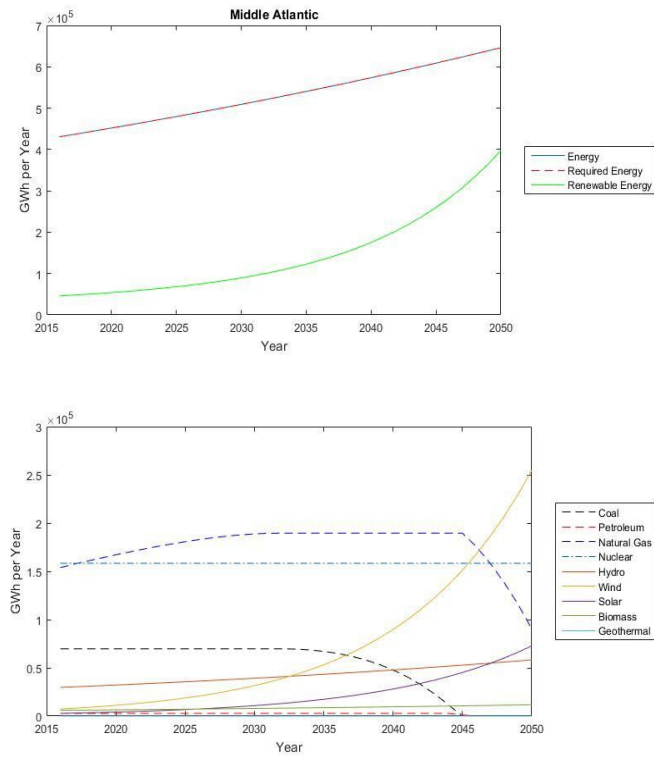 Middle Atlantic
× 10^5
7
6
5
4
3
2
1
0
GWh per Year
2015 2020 2025 2030 2035 2040 2045 2050
Year
Energy
Required Energy
Renewable Energy
× 10^5
3
2.5
2
1.5
1
0.5
0
GWh per Year
2015 2020 2025 2030 2035 2040 2045 2050
Year
Coal
Petroleum
Natural Gas
Nuclear
Hydro
Wind
Solar
Biomass
Geothermal